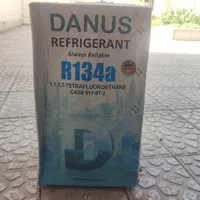 DANUS
REFRIGERANT
Always Reliable
R134a
1,1,1,2-TETRAFLUOROETHANE
CAS# 811-97-2
D